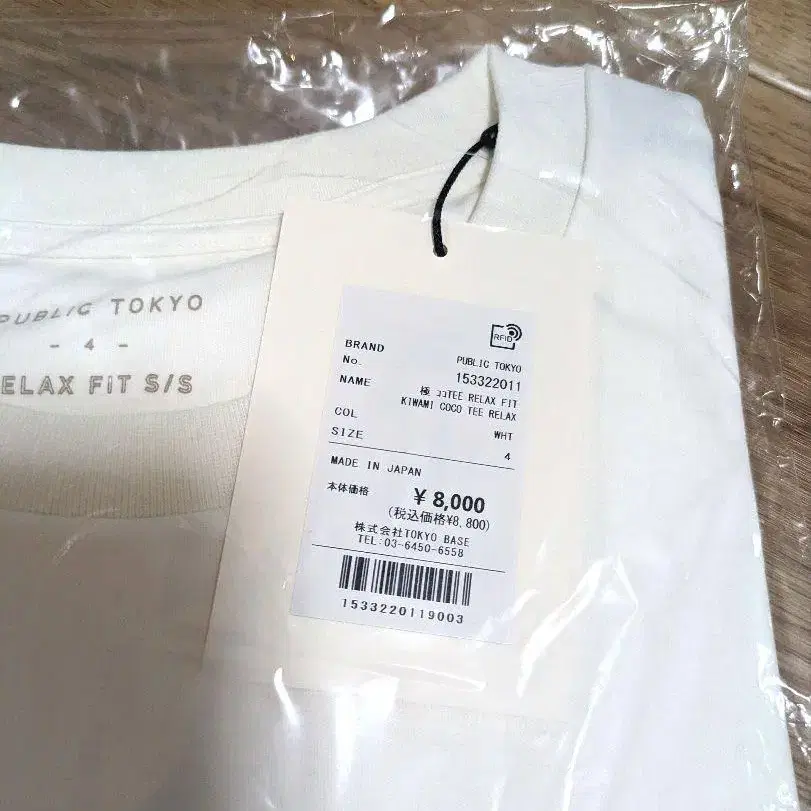 PUBLIC TOKYO
- 4 -
RELAX FiT S/S
RFID
BRAND PUBLIC TOKYO
No. 153322011
NAME 極 ココTEE RELAX FIT
KIWAMI COCO TEE RELAX
COL WHT
SIZE 4
MADE IN JAPAN
本体価格 ¥8,000
(税込価格¥8,800)
株式会社TOKYO BASE
TEL:03-6450-6558
1533220119003